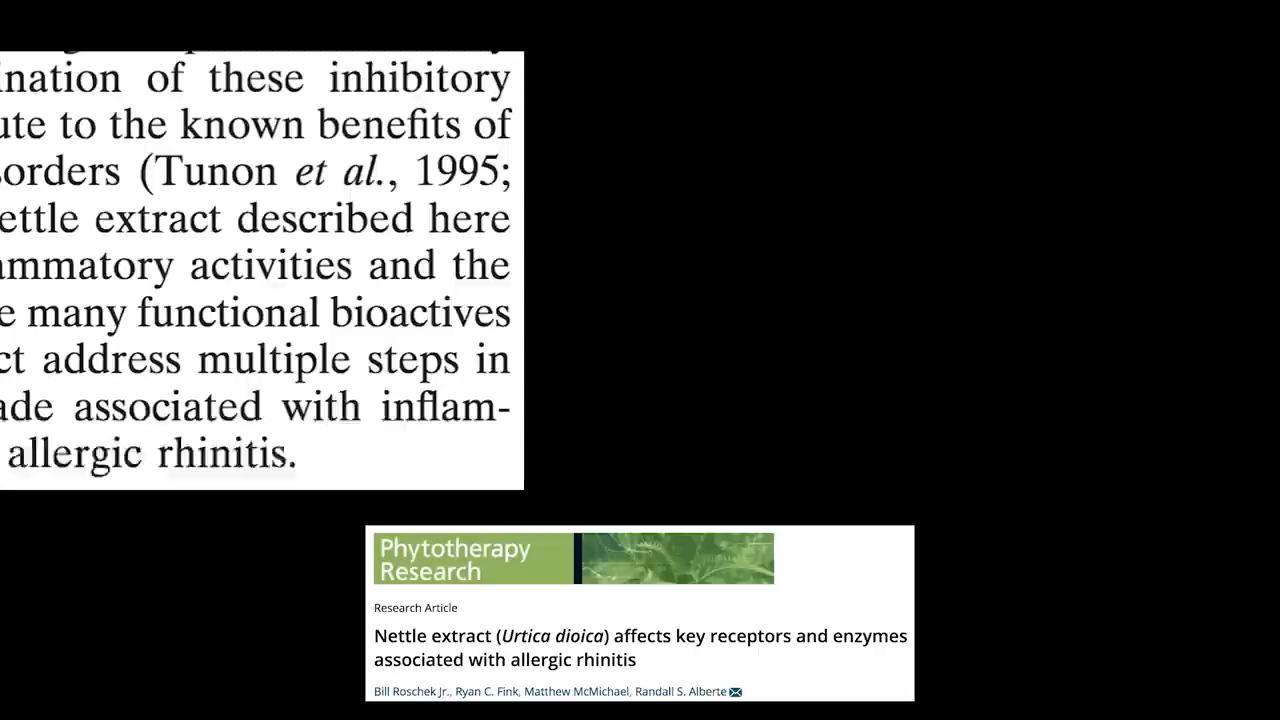 ination of these inhibitory
ute to the known benefits of
orders (Tunon et al., 1995;
ettle extract described here
ammatory activities and the
e many functional bioactives
ct address multiple steps in
ade associated with inflam-
allergic rhinitis.
Phytotherapy
Research
Research Article
Nettle extract (Urtica dioica) affects key receptors and enzymes
associated with allergic rhinitis
Bill Roschek Jr., Ryan C. Fink, Matthew McMichael, Randall S. Alberte